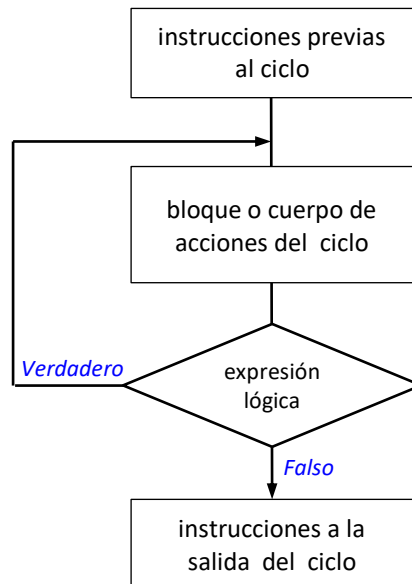 instrucciones previas
al ciclo
bloque o cuerpo de
acciones del ciclo
Verdadero
expresión
lógica
Falso
instrucciones a la
salida del ciclo